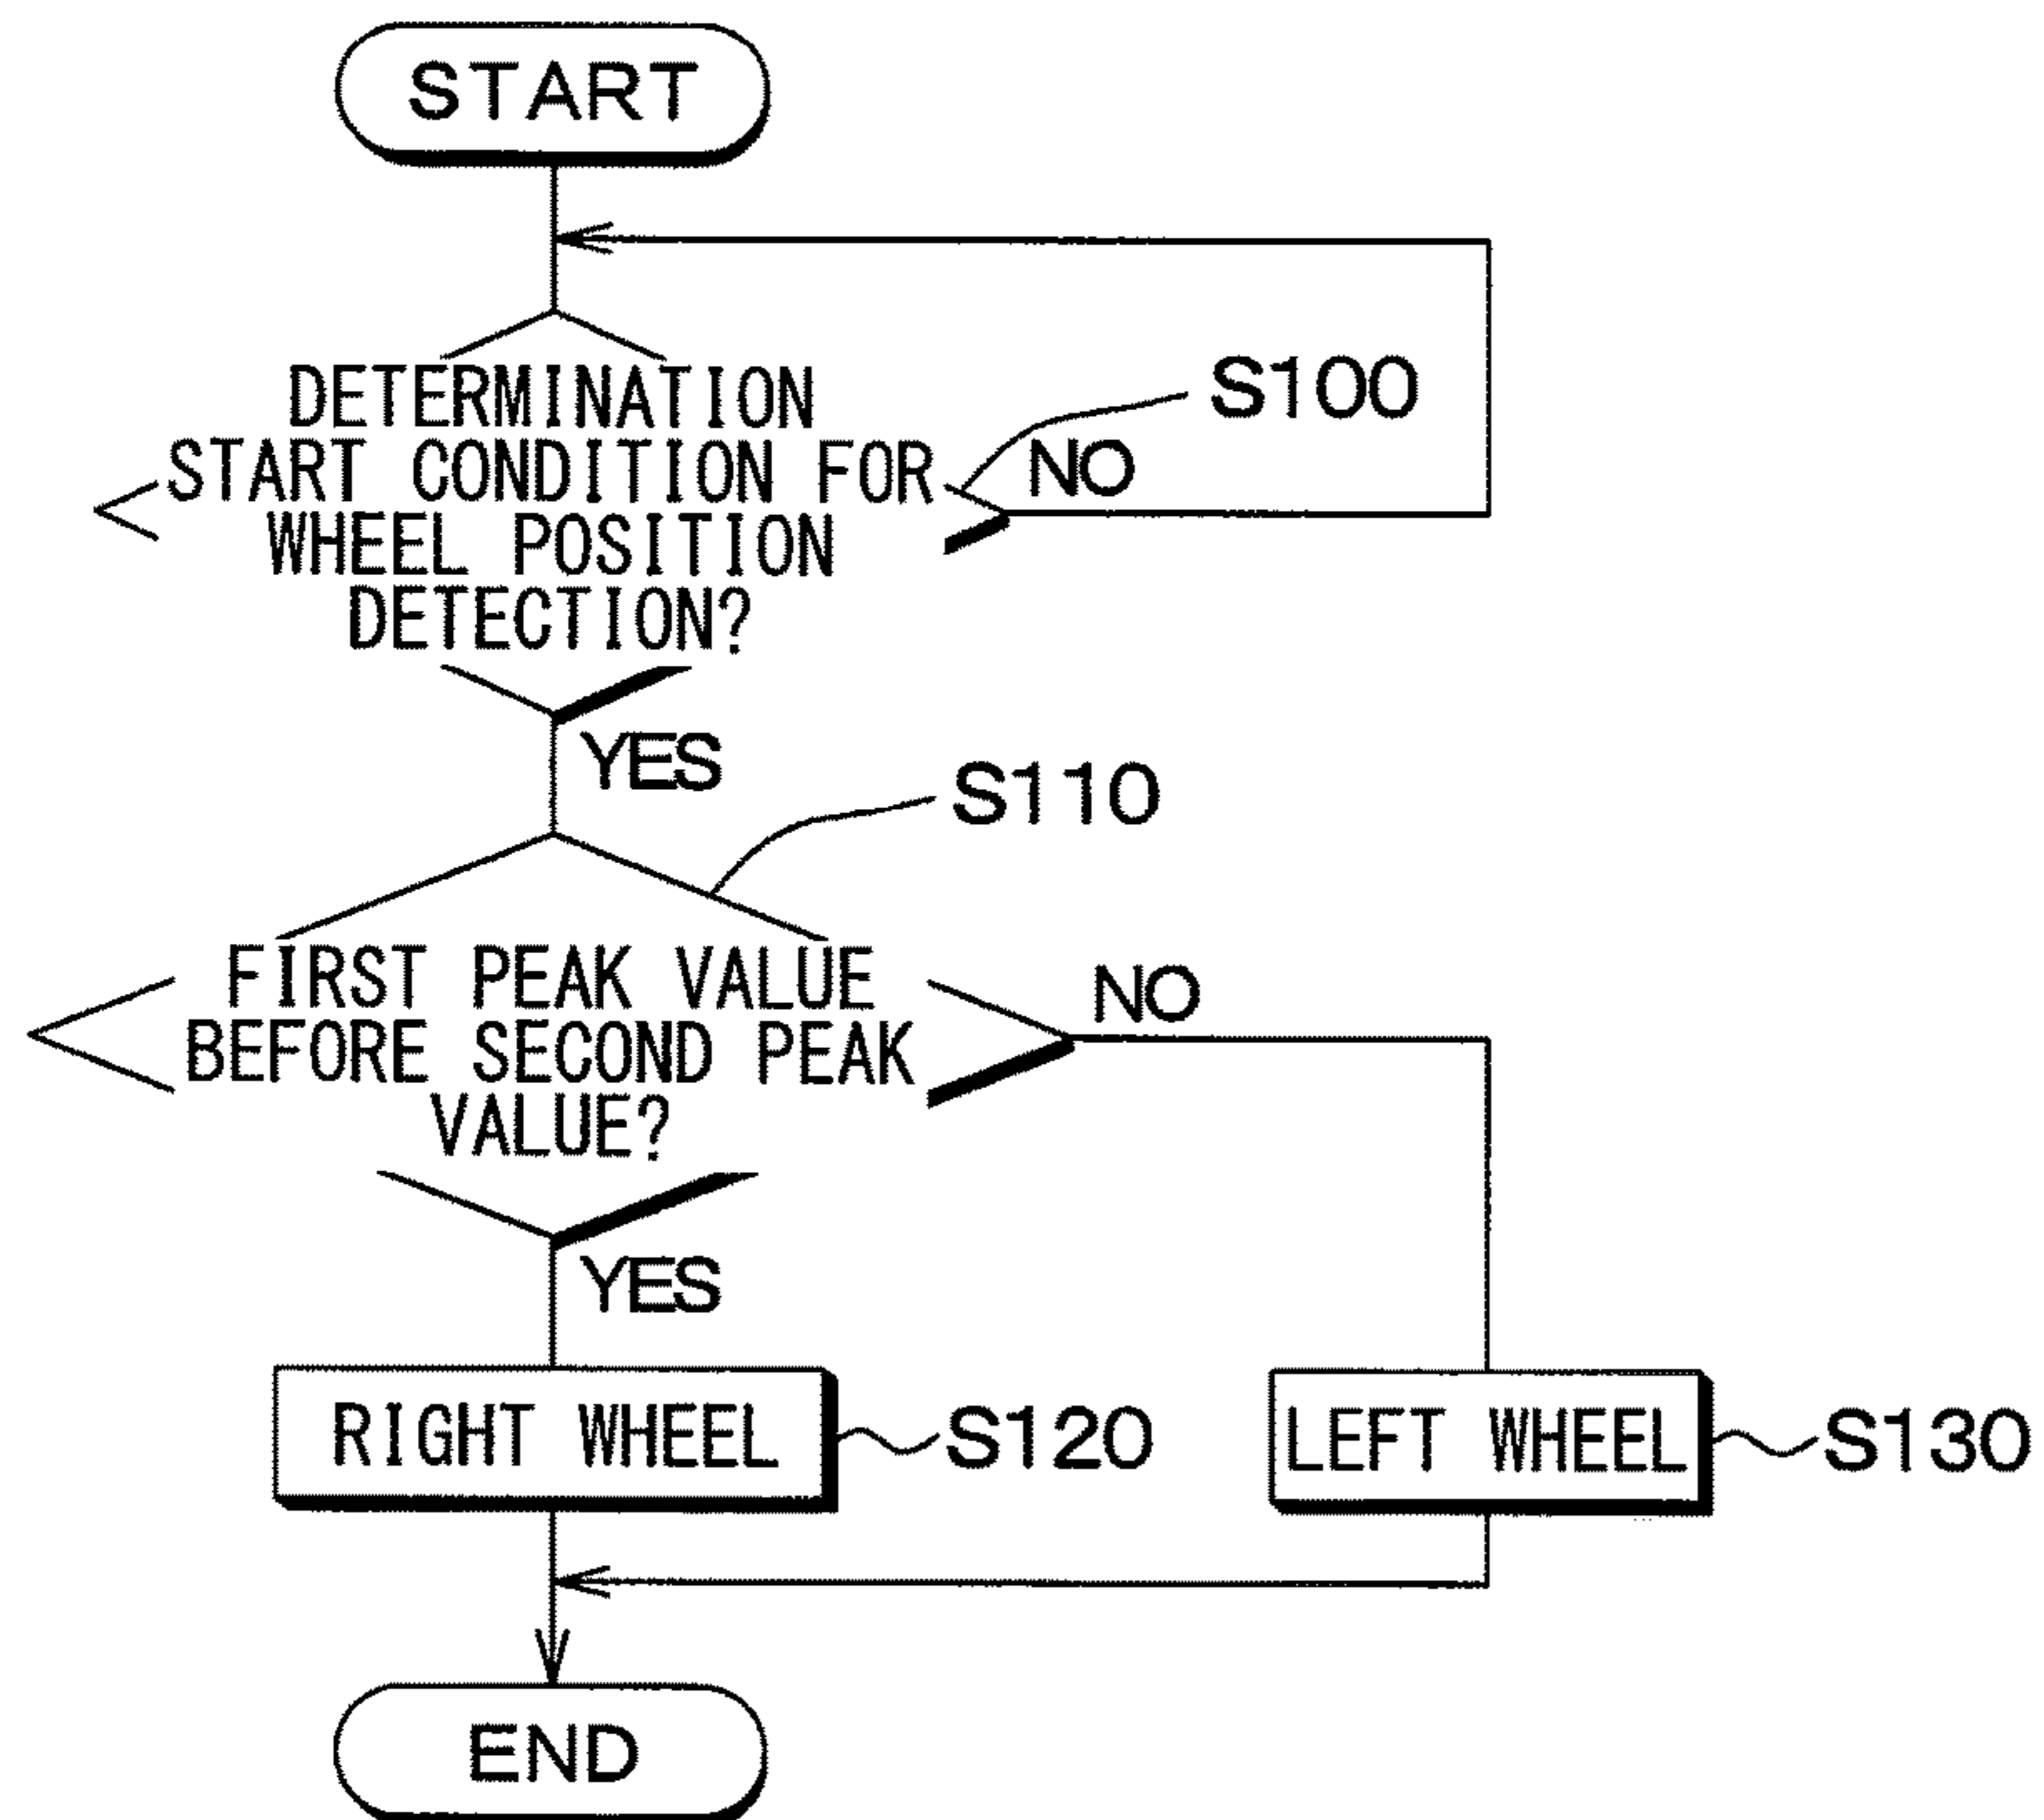 START
DETERMINATION
START CONDITION FOR
WHEEL POSITION
DETECTION?
S100
NO
YES
S110
FIRST PEAK VALUE
BEFORE SECOND PEAK
VALUE?
NO
YES
RIGHT WHEEL
S120
LEFT WHEEL
S130
END